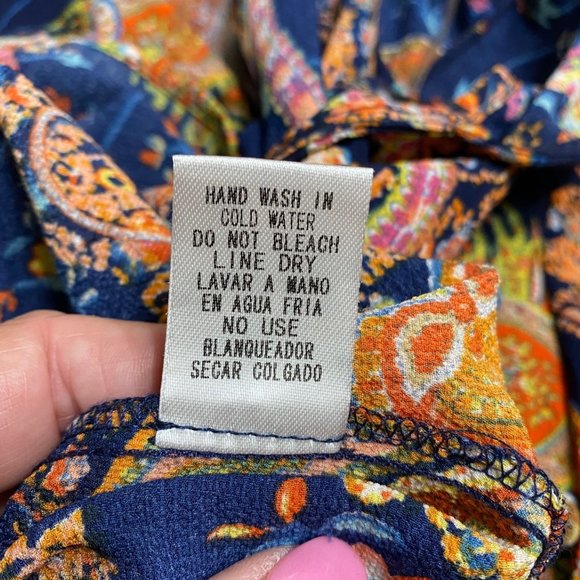 HAND WASH IN
COLD WATER
DO NOT BLEACH
LINE DRY
LAVAR A MANO
EN AGUA FRIA
NO USE
BLANQUEADOR
SECAR COLGADO